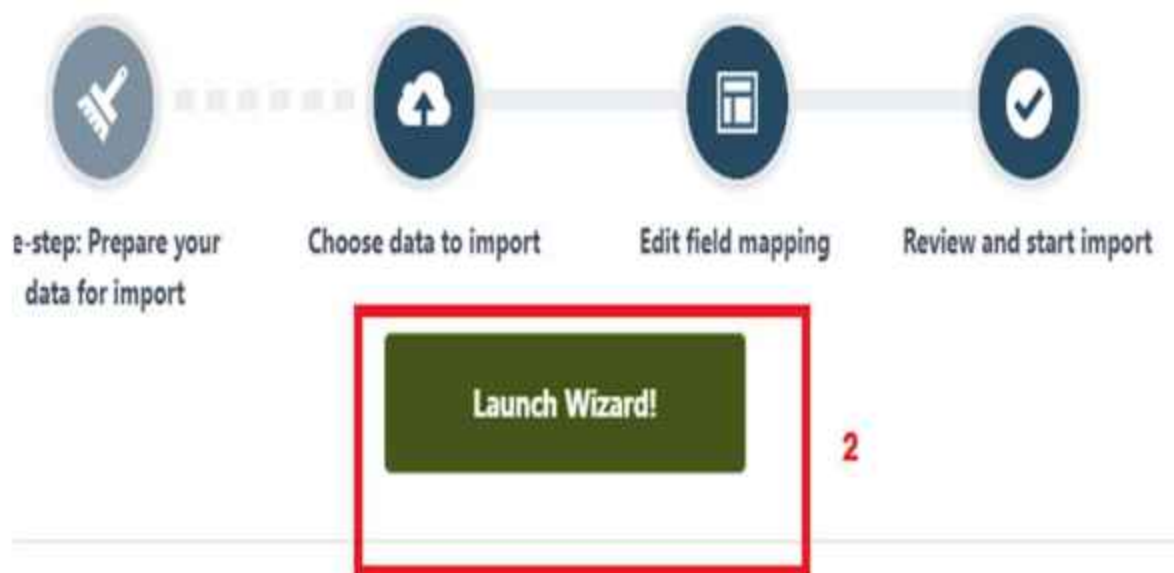 e-step: Prepare your
data for import
Choose data to import
Edit field mapping
Review and start import
Launch Wizard!
2